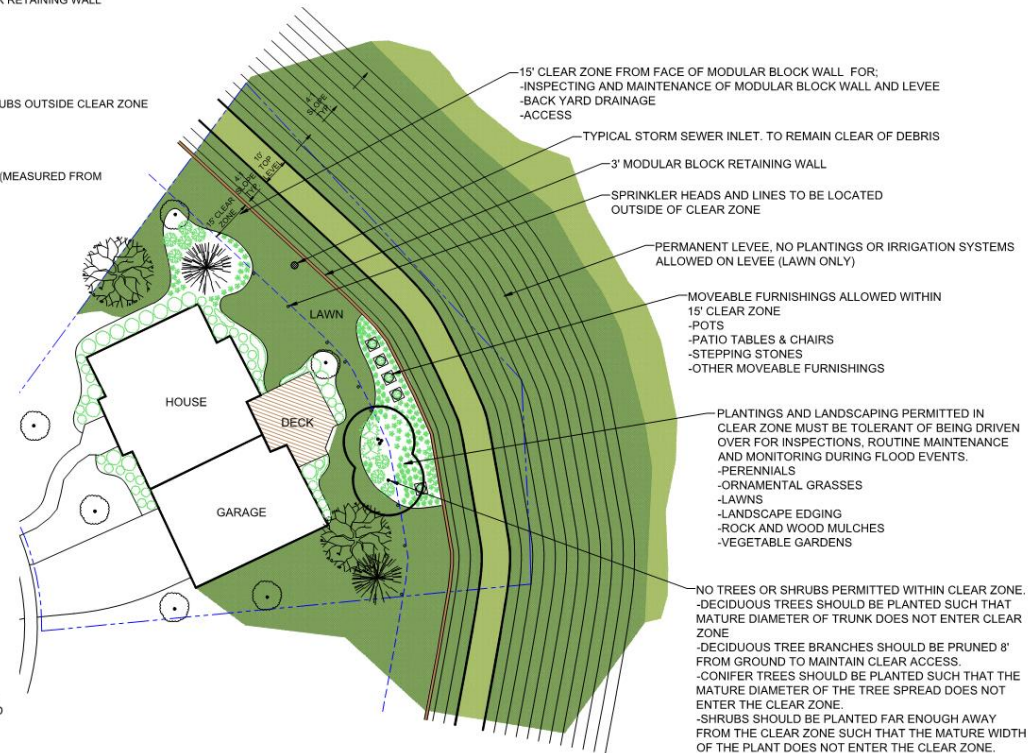 RETAINING WALL
UBS OUTSIDE CLEAR ZONE
(MEASURED FROM
15' CLEAR ZONE FROM FACE OF MODULAR BLOCK WALL FOR;
-INSPECTING AND MAINTENANCE OF MODULAR BLOCK WALL AND LEVEE
-BACK YARD DRAINAGE
-ACCESS
TYPICAL STORM SEWER INLET. TO REMAIN CLEAR OF DEBRIS
3' MODULAR BLOCK RETAINING WALL
SPRINKLER HEADS AND LINES TO BE LOCATED
OUTSIDE OF CLEAR ZONE
PERMANENT LEVEE, NO PLANTINGS OR IRRIGATION SYSTEMS
ALLOWED ON LEVEE (LAWN ONLY)
MOVEABLE FURNISHINGS ALLOWED WITHIN
15' CLEAR ZONE
-POTS
-PATIO TABLES & CHAIRS
-STEPPING STONES
-OTHER MOVEABLE FURNISHINGS
PLANTINGS AND LANDSCAPING PERMITTED IN
CLEAR ZONE MUST BE TOLERANT OF BEING DRIVEN
OVER FOR INSPECTIONS, ROUTINE MAINTENANCE
AND MONITORING DURING FLOOD EVENTS.
-PERENNIALS
-ORNAMENTAL GRASSES
-LAWNS
-LANDSCAPE EDGING
-ROCK AND WOOD MULCHES
-VEGETABLE GARDENS
NO TREES OR SHRUBS PERMITTED WITHIN CLEAR ZONE.
-DECIDUOUS TREES SHOULD BE PLANTED SUCH THAT
MATURE DIAMETER OF TRUNK DOES NOT ENTER CLEAR
ZONE
-DECIDUOUS TREE BRANCHES SHOULD BE PRUNED 8'
FROM GROUND TO MAINTAIN CLEAR ACCESS.
-CONIFER TREES SHOULD BE PLANTED SUCH THAT THE
MATURE DIAMETER OF THE TREE SPREAD DOES NOT
ENTER THE CLEAR ZONE.
-SHRUBS SHOULD BE PLANTED FAR ENOUGH AWAY
FROM THE CLEAR ZONE SUCH THAT THE MATURE WIDTH
OF THE PLANT DOES NOT ENTER THE CLEAR ZONE.
SLOPE
TYP.
10'
TOP
LEVEL
4:1
SLOPE
TYP.
15' CLEAR
ZONE
LAWN
HOUSE
DECK
GARAGE